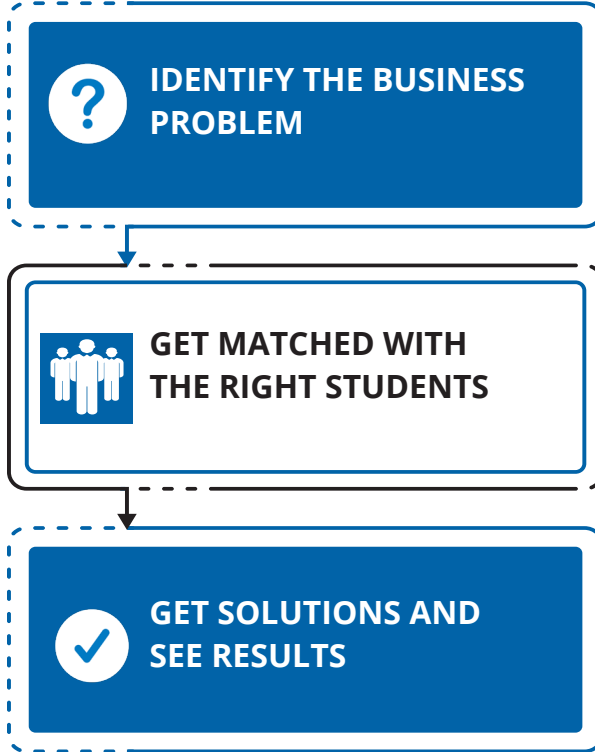 IDENTIFY THE BUSINESS
PROBLEM
GET MATCHED WITH
THE RIGHT STUDENTS
GET SOLUTIONS AND
SEE RESULTS